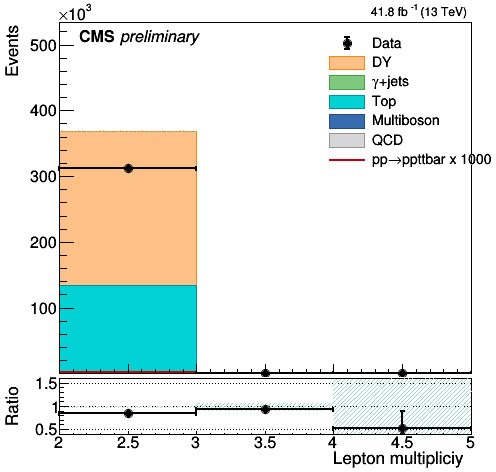 ×10³
41.8 fb⁻¹ (13 TeV)
CMS preliminary
Events
500
400
300
200
100
Data
DY
γ+jets
Top
Multiboson
QCD
pp→ppttbar x 1000
Ratio
1.5
1
0.5
2 2.5 3 3.5 4 4.5 5
Lepton multipliciy